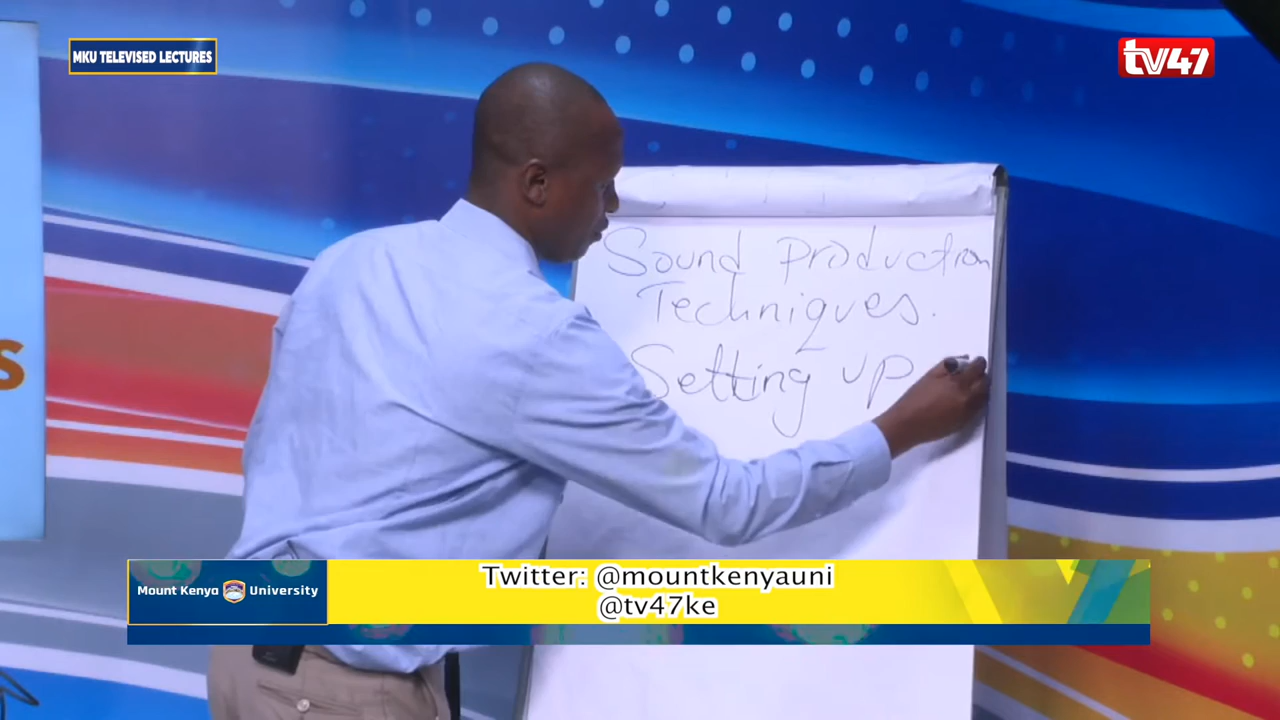 MKU TELEVISED LECTURES
tv47
Sound production
Techniques.
Setting up
S
Twitter: @mountkenyauni
@tv47ke
Mount Kenya University